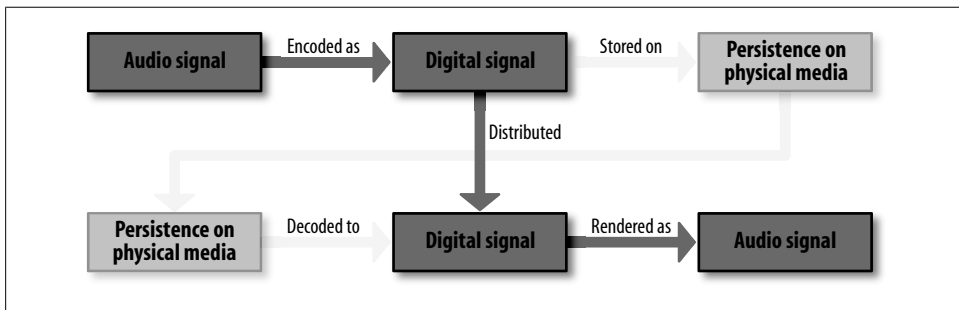 Audio signal
Encoded as
Digital signal
Stored on
Persistence on
physical media
Distributed
Persistence on
physical media
Decoded to
Digital signal
Rendered as
Audio signal